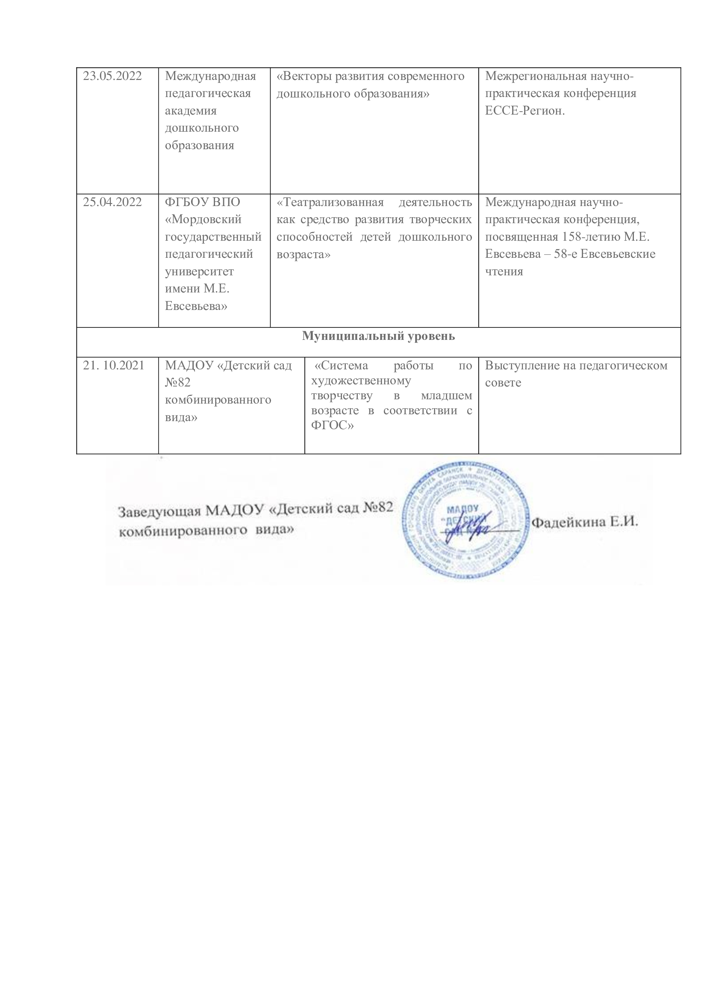 23.05.2022
Международная
педагогическая
академия
дошкольного
образования
«Векторы развития современного
дошкольного образования»
Межрегиональная научно-
практическая конференция
ЕССЕ-Регион.
25.04.2022
ФГБОУ ВПО
«Мордовский
государственный
педагогический
университет
имени М.Е.
Евсевьева»
«Театрализованная деятельность
как средство развития творческих
способностей детей дошкольного
возраста»
Международная научно-
практическая конференция,
посвященная 158-летию М.Е.
Евсевьева – 58-е Евсевьевские
чтения
Муниципальный уровень
21. 10.2021
МАДОУ «Детский сад
№82
комбинированного
вида»
«Система работы по
художественному
творчеству в младшем
возрасте в соответствии с
ФГОС»
Выступление на педагогическом
совете
Заведующая МАДОУ «Детский сад №82
комбинированного вида»
МАДОУ
"ДЕТСКИЙ
САД
ОКРУГА САРАНСК
Фадейкина Е.И.